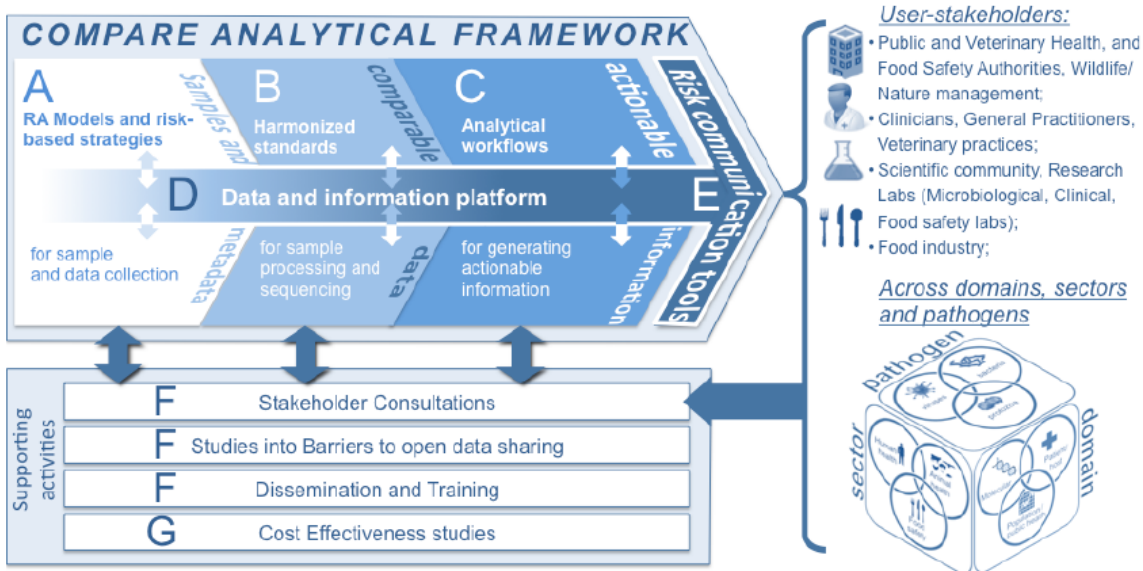 COMPARE ANALYTICAL FRAMEWORK
A
RA Models and risk-
based strategies
Samples and
B
Harmonized
standards
comparable
C
Analytical
workflows
actionable
Risk communication tools
D
Data and information platform
E
for sample
and data collection
metadata
for sample
processing and
sequencing
data
for generating
actionable
information
information
Supporting
activities
F
Stakeholder Consultations
F
Studies into Barriers to open data sharing
F
Dissemination and Training
G
Cost Effectiveness studies
User-stakeholders:
• Public and Veterinary Health, and
Food Safety Authorities, Wildlife/
Nature management;
• Clinicians, General Practitioners,
Veterinary practices;
• Scientific community, Research
Labs (Microbiological, Clinical,
Food safety labs);
• Food industry;
Across domains, sectors
and pathogens
pathogen
bacteria
viruses
protozoa
sector
Human
health
Animal
health
Food
safety
domain
Molecular
Patient/
host
Population/
public health